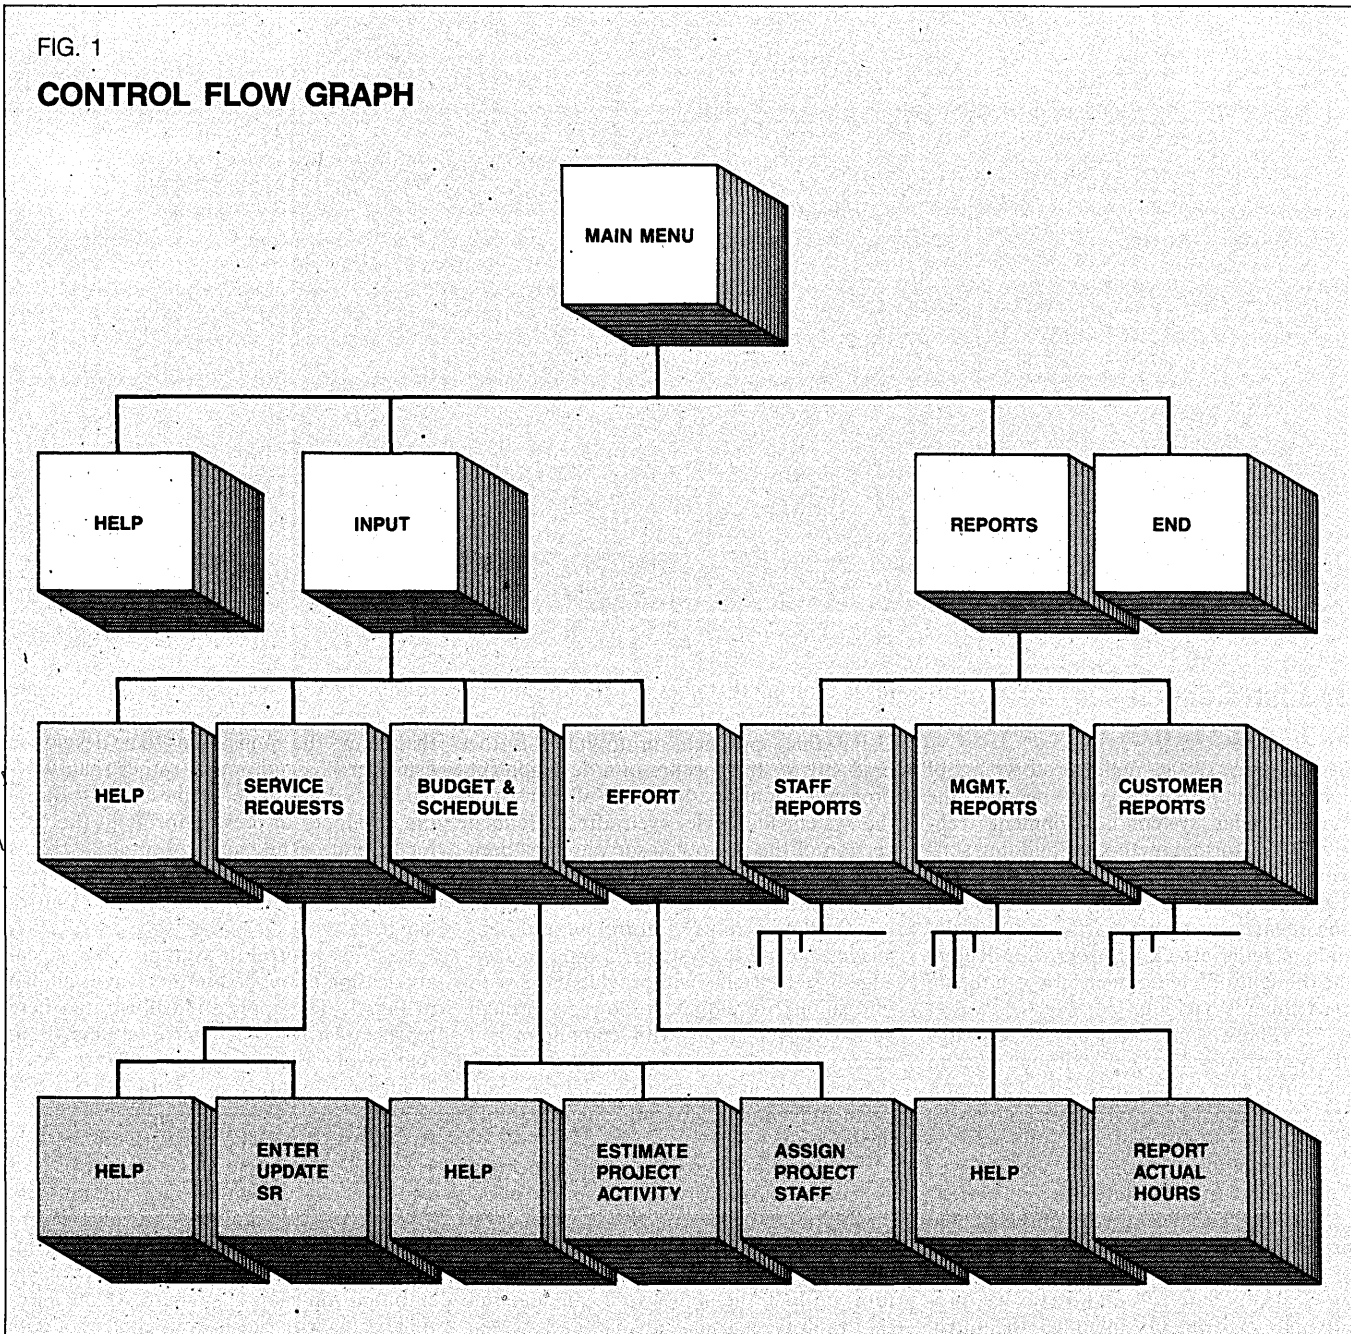 FIG. 1
CONTROL FLOW GRAPH
MAIN MENU
HELP
INPUT
REPORTS
END
HELP
SERVICE
REQUESTS
BUDGET &
SCHEDULE
EFFORT
STAFF
REPORTS
MGMT.
REPORTS
CUSTOMER
REPORTS
HELP
ENTER
UPDATE
SR
HELP
ESTIMATE
PROJECT
ACTIVITY
ASSIGN
PROJECT
STAFF
HELP
REPORT
ACTUAL
HOURS